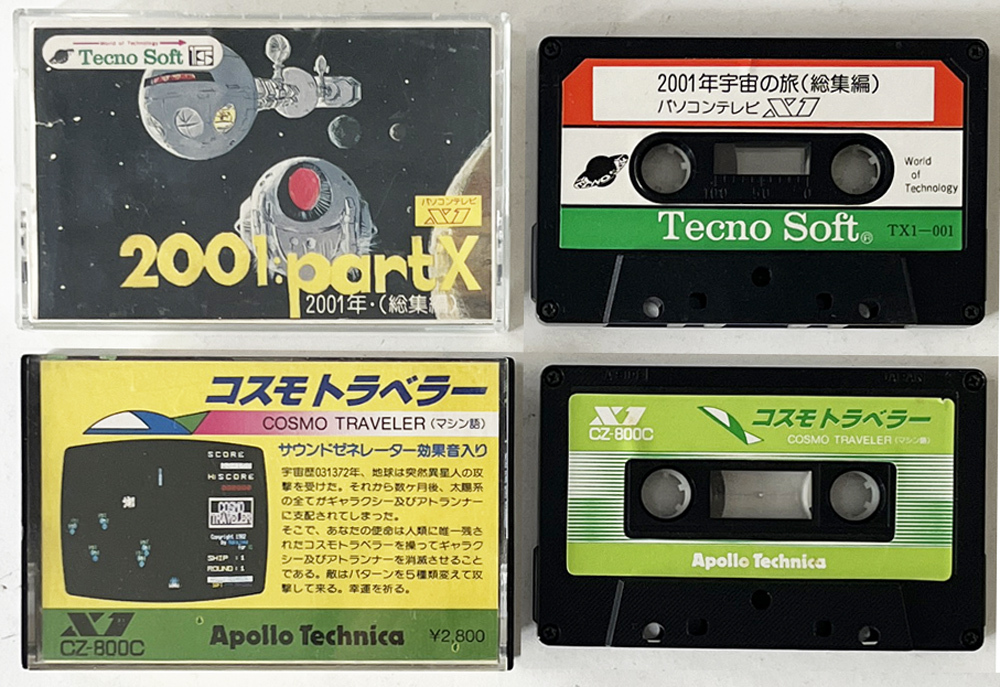 World of Technology
Tecno Soft
パソコンテレビ
X1
2001:partX
2001年・(総集編)
2001年宇宙の旅(総集編)
パソコンテレビ X1
World
of
Technology
100 50 0
Tecno Soft®
TX1-001
コスモトラベラー
COSMO TRAVELER(マシン語)
サウンドゼネレーター効果音入り
宇宙歴031372年、地球は突然異星人の攻
撃を受けた。それから数ヶ月後、太陽系
の全てがギャラクシー及びアトランナー
に支配されてしまった。
そこで、あなたの使命は人類に唯一残さ
れたコスモトラベラーを操ってギャラク
シー及びアトランナーを消滅させること
である。敵はパターンを5種類変えて攻
撃して来る。幸運を祈る。
SCORE
HiSCORE
COSMO
TRAVELER
Copyright 1982
SHIP :1
ROUND:1
X1
CZ-800C
Apollo Technica
¥2,800
A SIDE
JAPAN
X1
CZ-800C
コスモトラベラー
COSMO TRAVELER(マシン語)
Apollo Technica